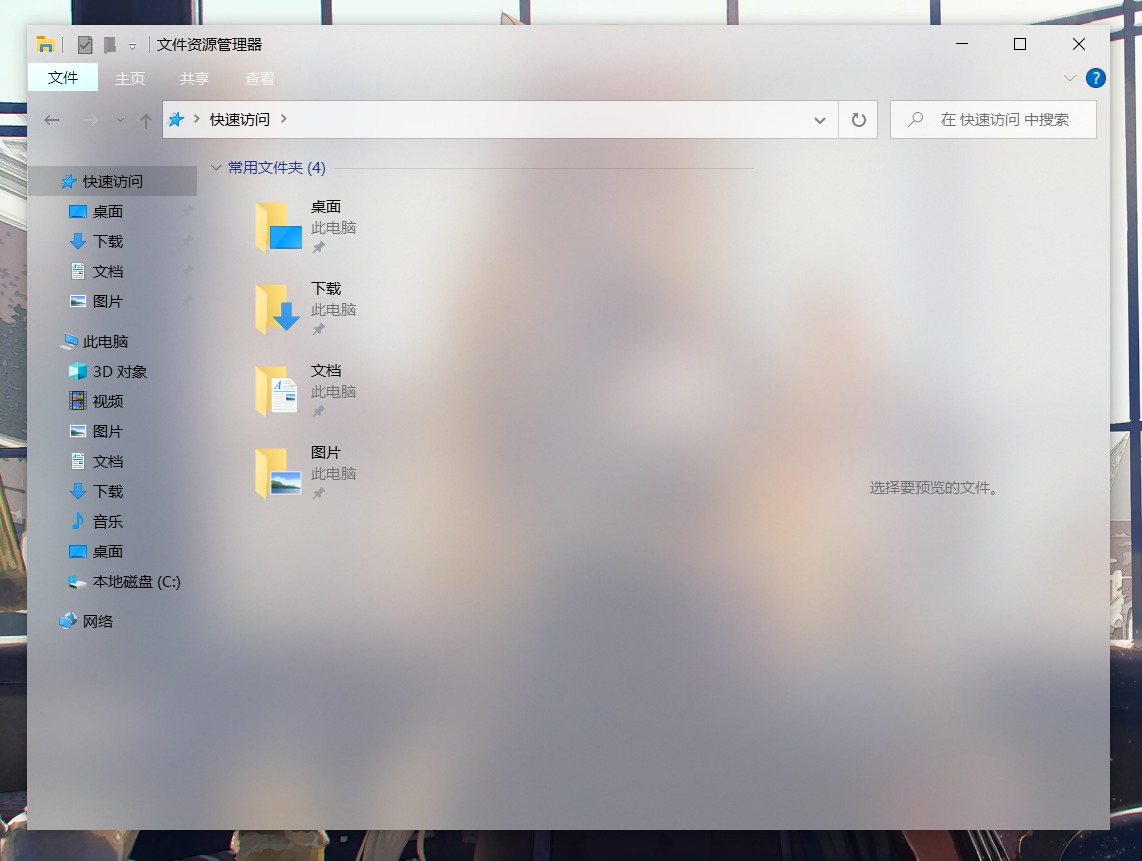 文件资源管理器
文件 主页 共享 查看
?
快速访问
在 快速访问 中搜索
快速访问
桌面
下载
文档
图片
此电脑
3D 对象
视频
图片
文档
下载
音乐
桌面
本地磁盘 (C:)
网络
常用文件夹 (4)
桌面
此电脑
下载
此电脑
文档
此电脑
图片
此电脑
选择要预览的文件。